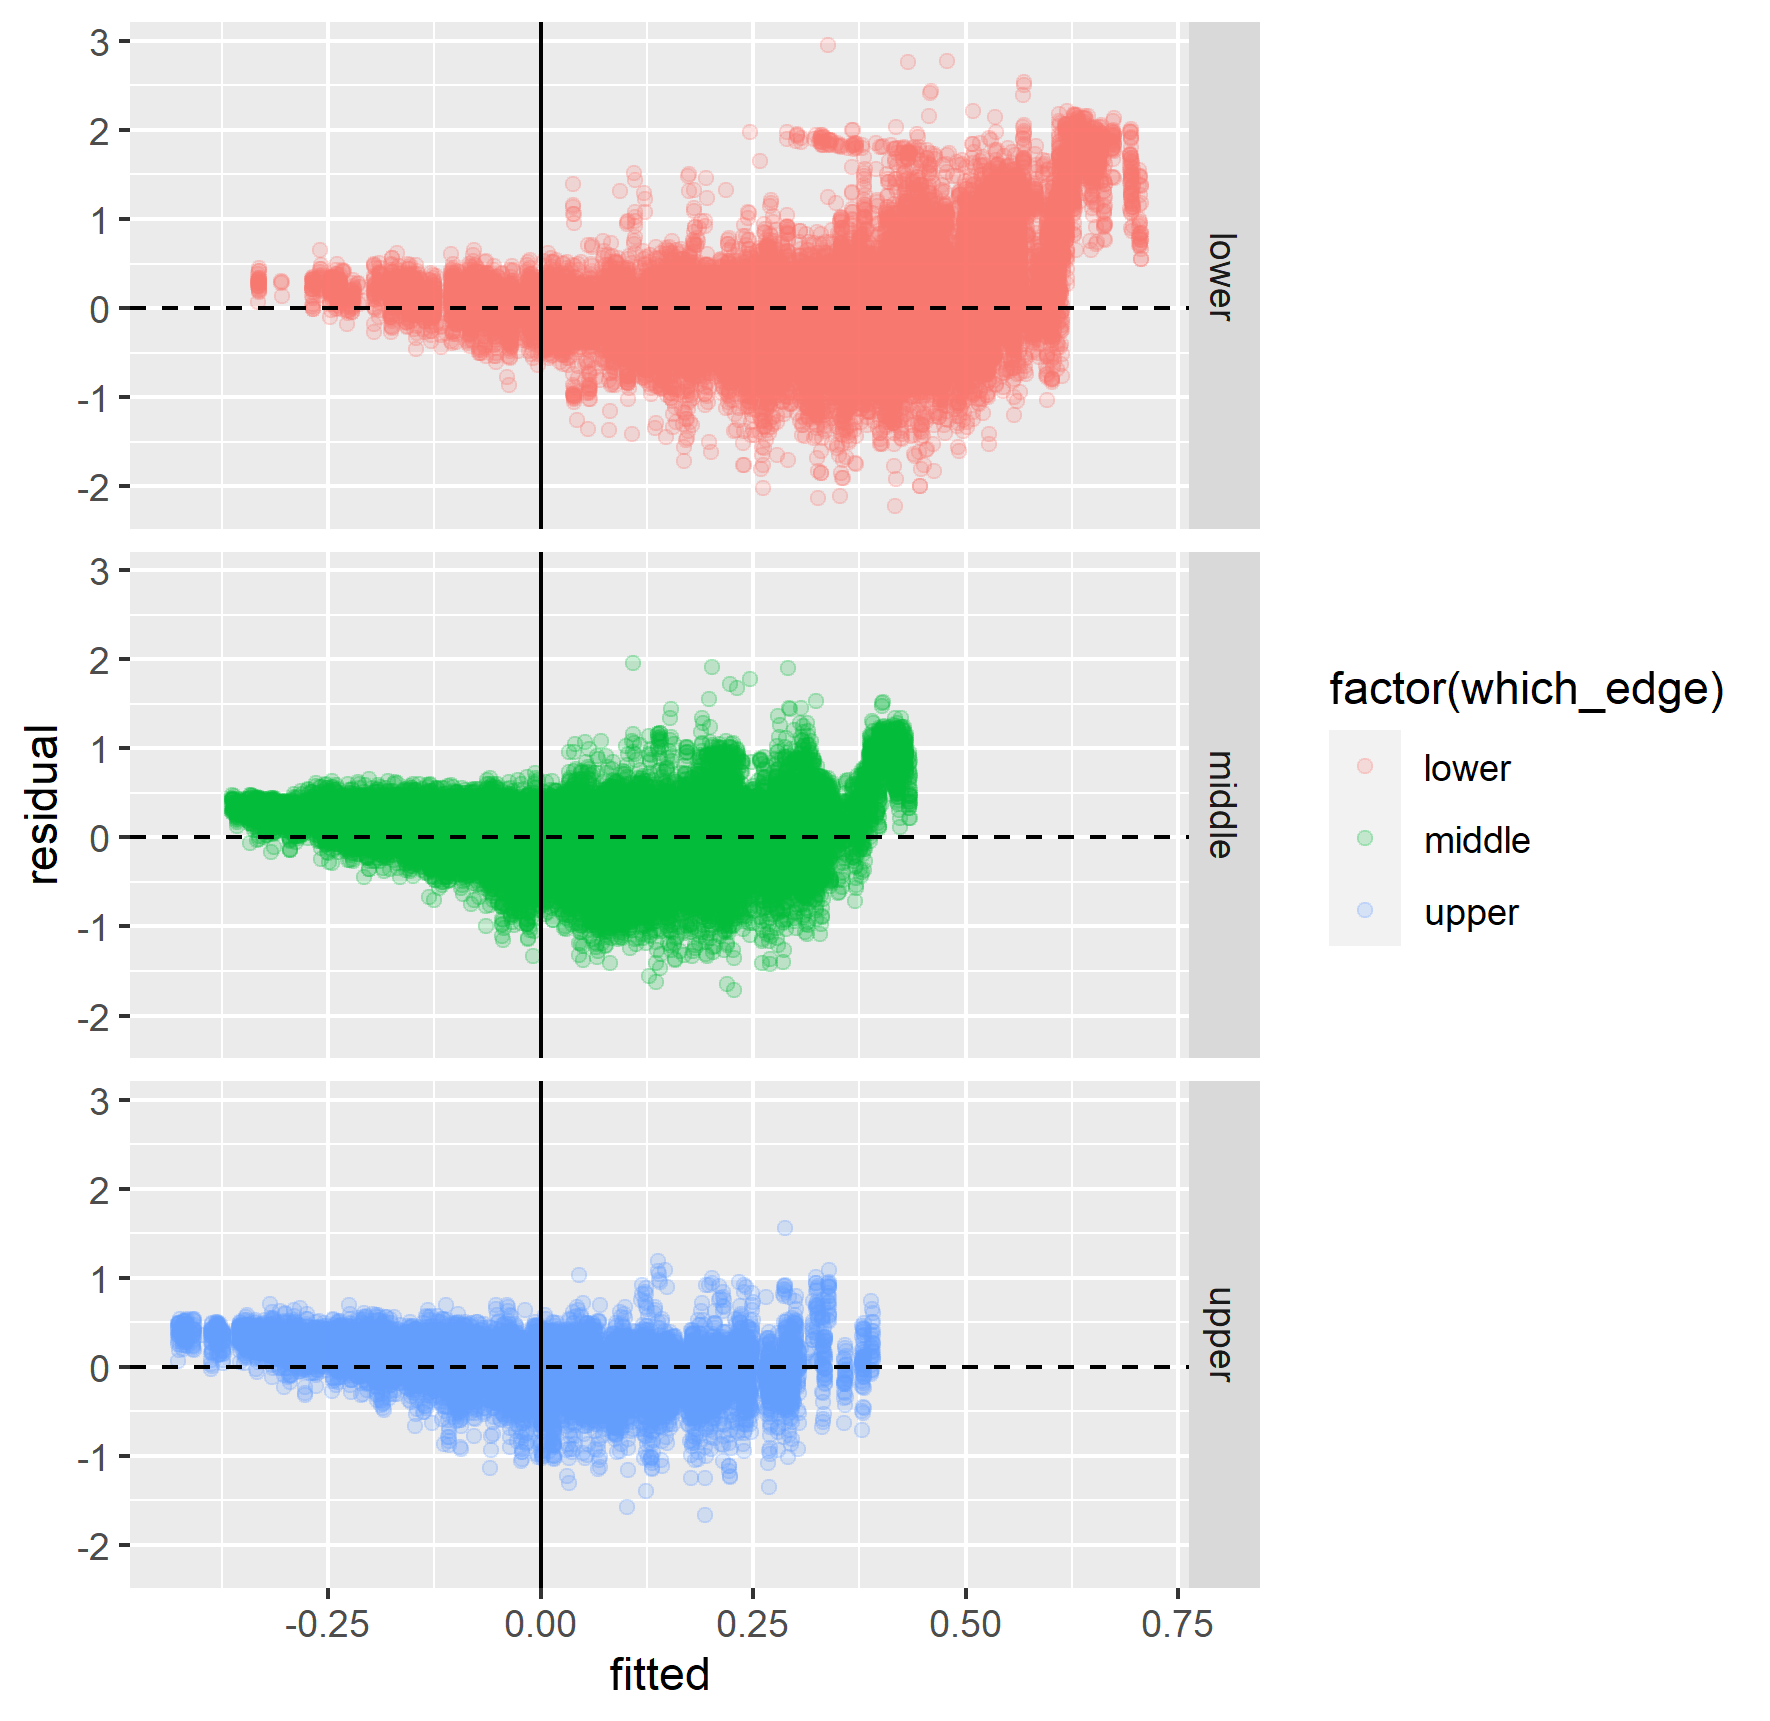 3
2
1
0
-1
-2
lower
3
2
1
0
-1
-2
middle
3
2
1
0
-1
-2
upper
-0.25 0.00 0.25 0.50 0.75
fitted
residual
factor(which_edge)
lower
middle
upper